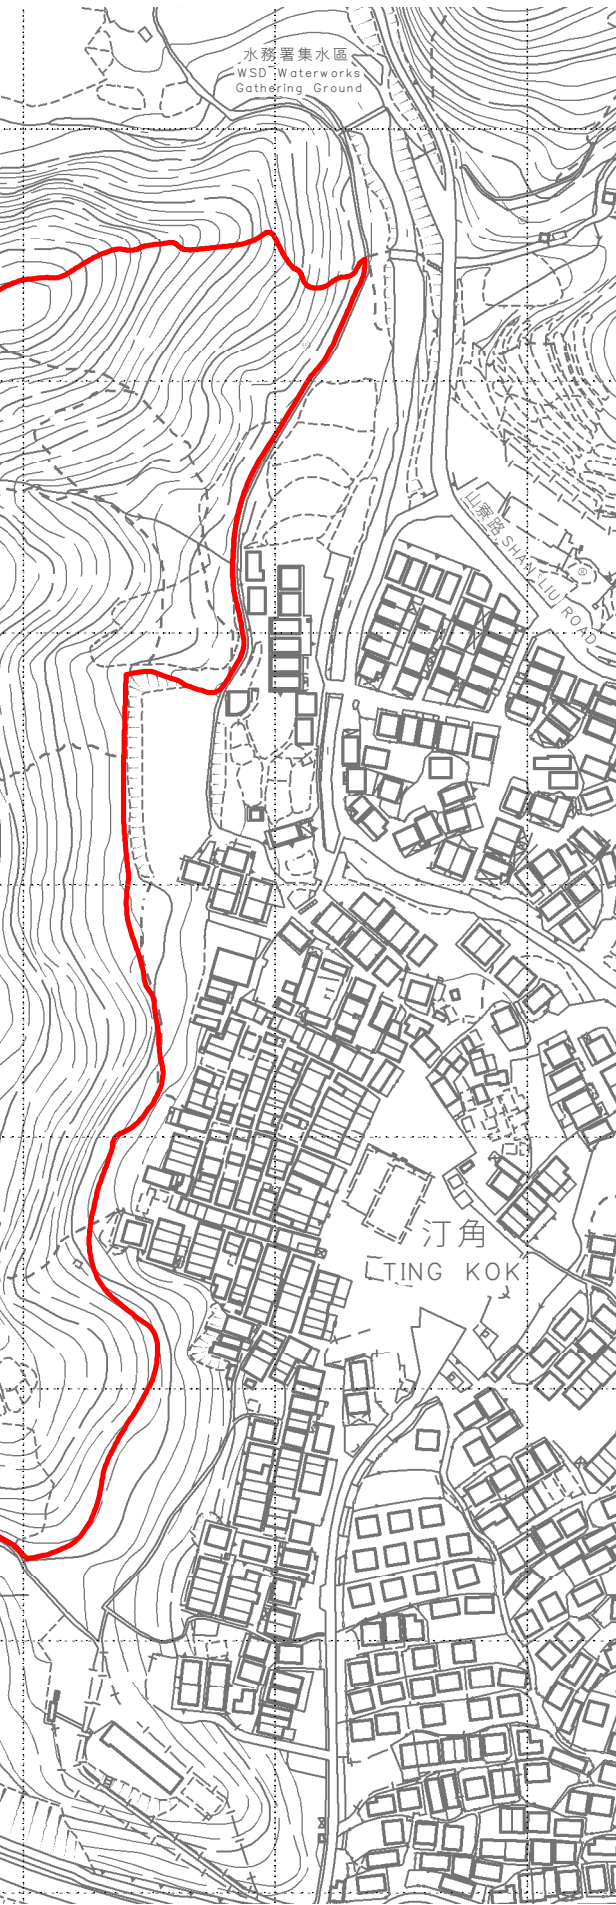 水務署集水區
WSD Waterworks
Gathering Ground
山寮路 SHAN LIU ROAD
汀角
TING KOK